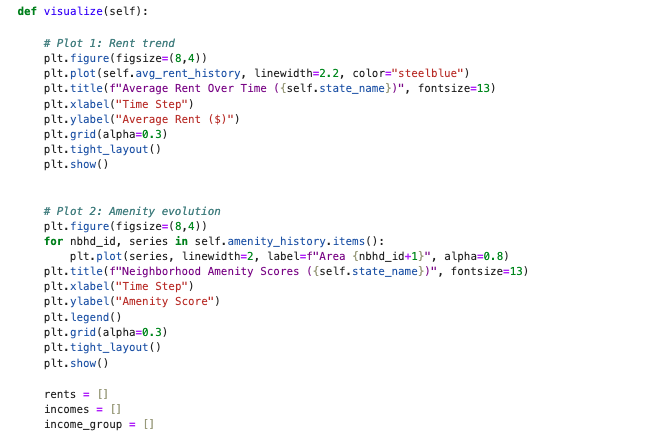 def visualize(self):
# Plot 1: Rent trend
plt.figure(figsize=(8,4))
plt.plot(self.avg_rent_history, linewidth=2.2, color="steelblue")
plt.title(f"Average Rent Over Time ({self.state_name})", fontsize=13)
plt.xlabel("Time Step")
plt.ylabel("Average Rent ($)")
plt.grid(alpha=0.3)
plt.tight_layout()
plt.show()
# Plot 2: Amenity evolution
plt.figure(figsize=(8,4))
for nbhd_id, series in self.amenity_history.items():
plt.plot(series, linewidth=2, label=f"Area {nbhd_id+1}", alpha=0.8)
plt.title(f"Neighborhood Amenity Scores ({self.state_name})", fontsize=13)
plt.xlabel("Time Step")
plt.ylabel("Amenity Score")
plt.legend()
plt.grid(alpha=0.3)
plt.tight_layout()
plt.show()
rents = []
incomes = []
income_group = []